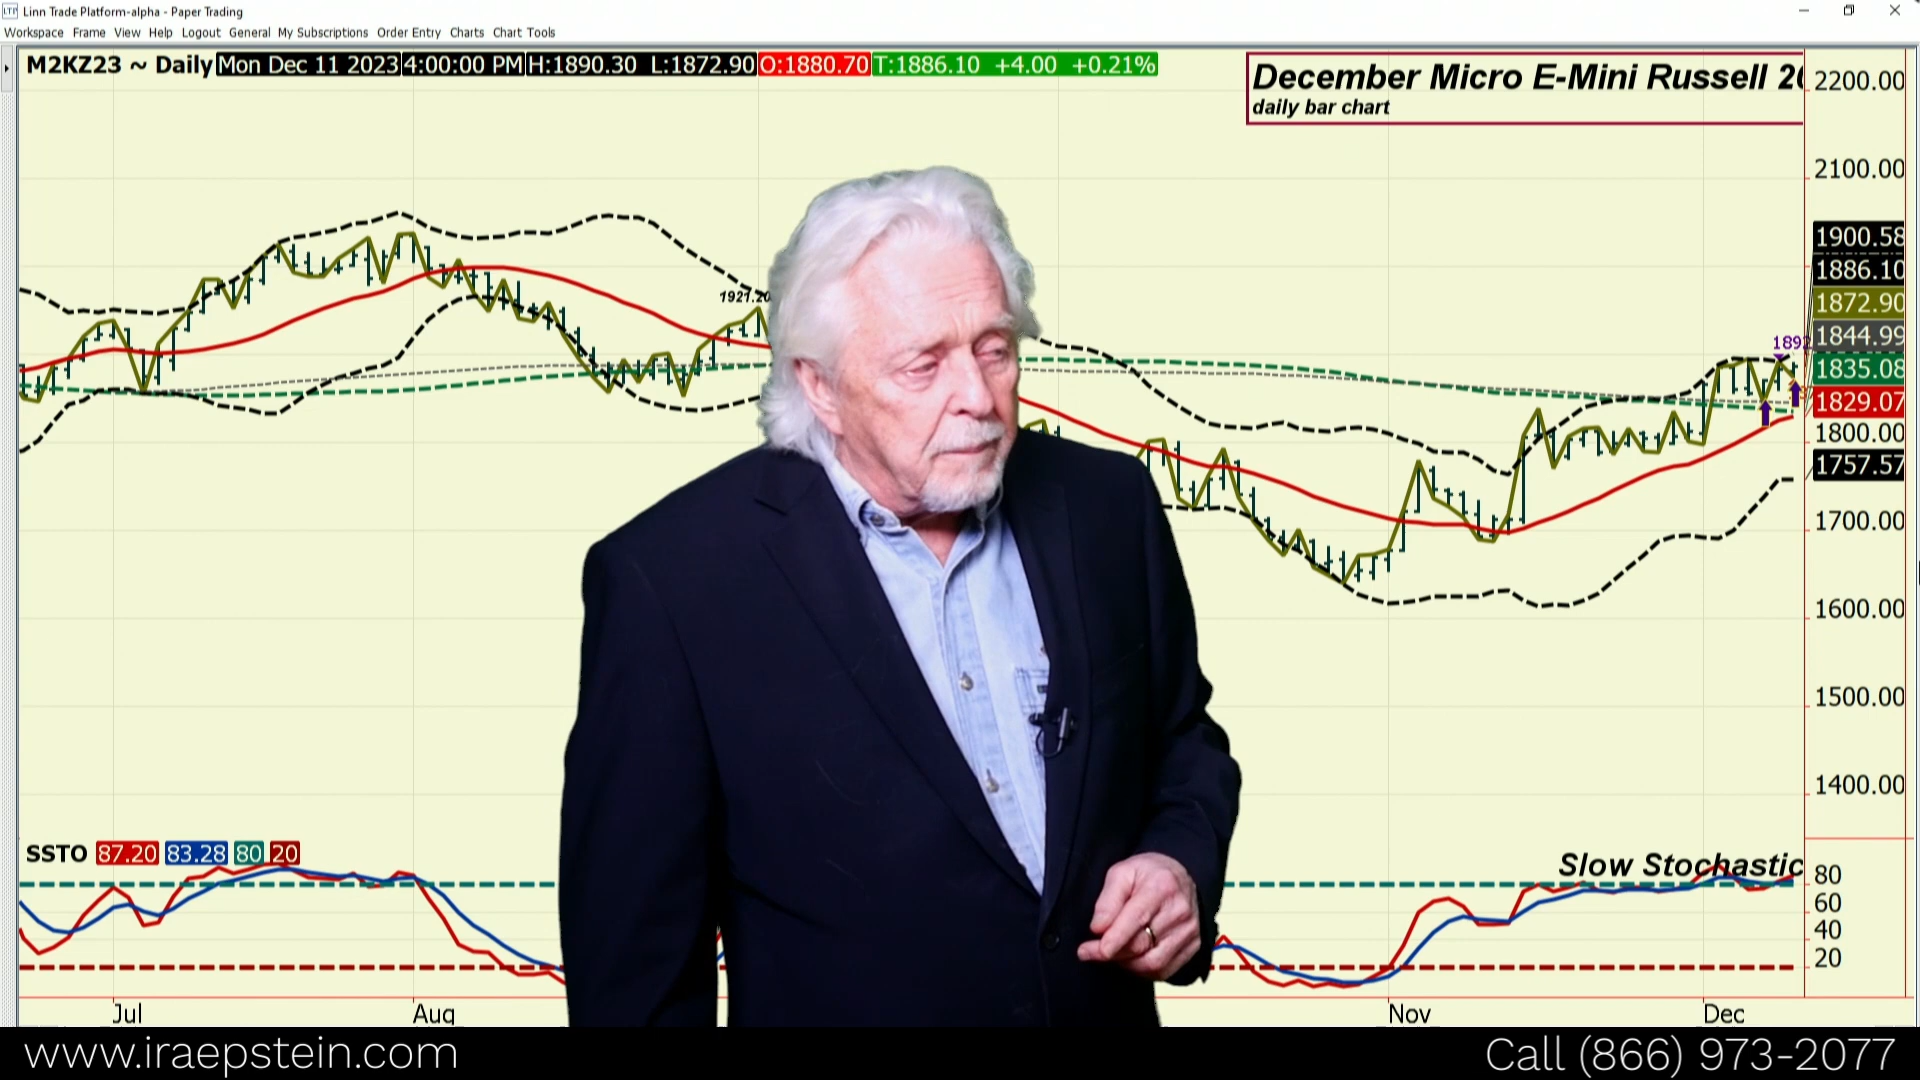 LTP Linn Trade Platform-alpha - Paper Trading
Workspace Frame View Help Logout General My Subscriptions Order Entry Charts Chart Tools
M2KZ23 ~ Daily Mon Dec 11 2023 4:00:00 PM H:1890.30 L:1872.90 O:1880.70 T:1886.10 +4.00 +0.21%
December Micro E-Mini Russell
daily bar chart
2200.00
2100.00
1900.58
1886.10
1872.90
1844.99
1835.08
1829.07
1800.00
1757.57
1700.00
1600.00
1500.00
1400.00
1921.20
SSTO 87.20 83.28 80 20
Slow Stochastic
80
60
40
20
Jul Aug Nov Dec
www.iraepstein.com Call (866) 973-2077